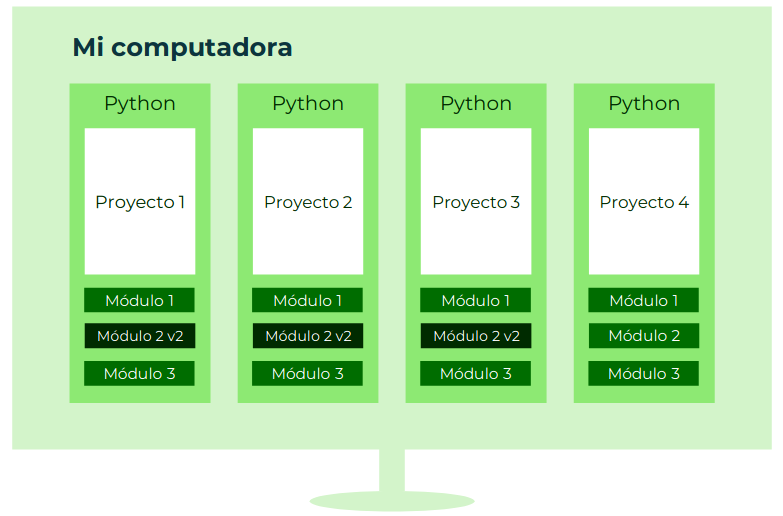 Mi computadora
Python
Proyecto 1
Módulo 1
Módulo 2 v2
Módulo 3
Python
Proyecto 2
Módulo 1
Módulo 2 v2
Módulo 3
Python
Proyecto 3
Módulo 1
Módulo 2 v2
Módulo 3
Python
Proyecto 4
Módulo 1
Módulo 2
Módulo 3